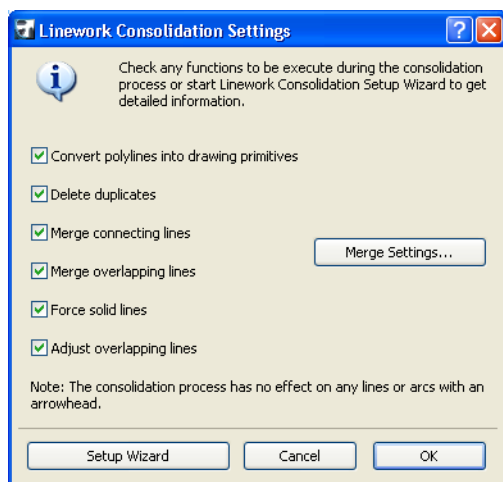 Linework Consolidation Settings
Check any functions to be execute during the consolidation
process or start Linework Consolidation Setup Wizard to get
detailed information.
Convert polylines into drawing primitives
Delete duplicates
Merge connecting lines
Merge Settings...
Merge overlapping lines
Force solid lines
Adjust overlapping lines
Note: The consolidation process has no effect on any lines or arcs with an
arrowhead.
Setup Wizard Cancel OK